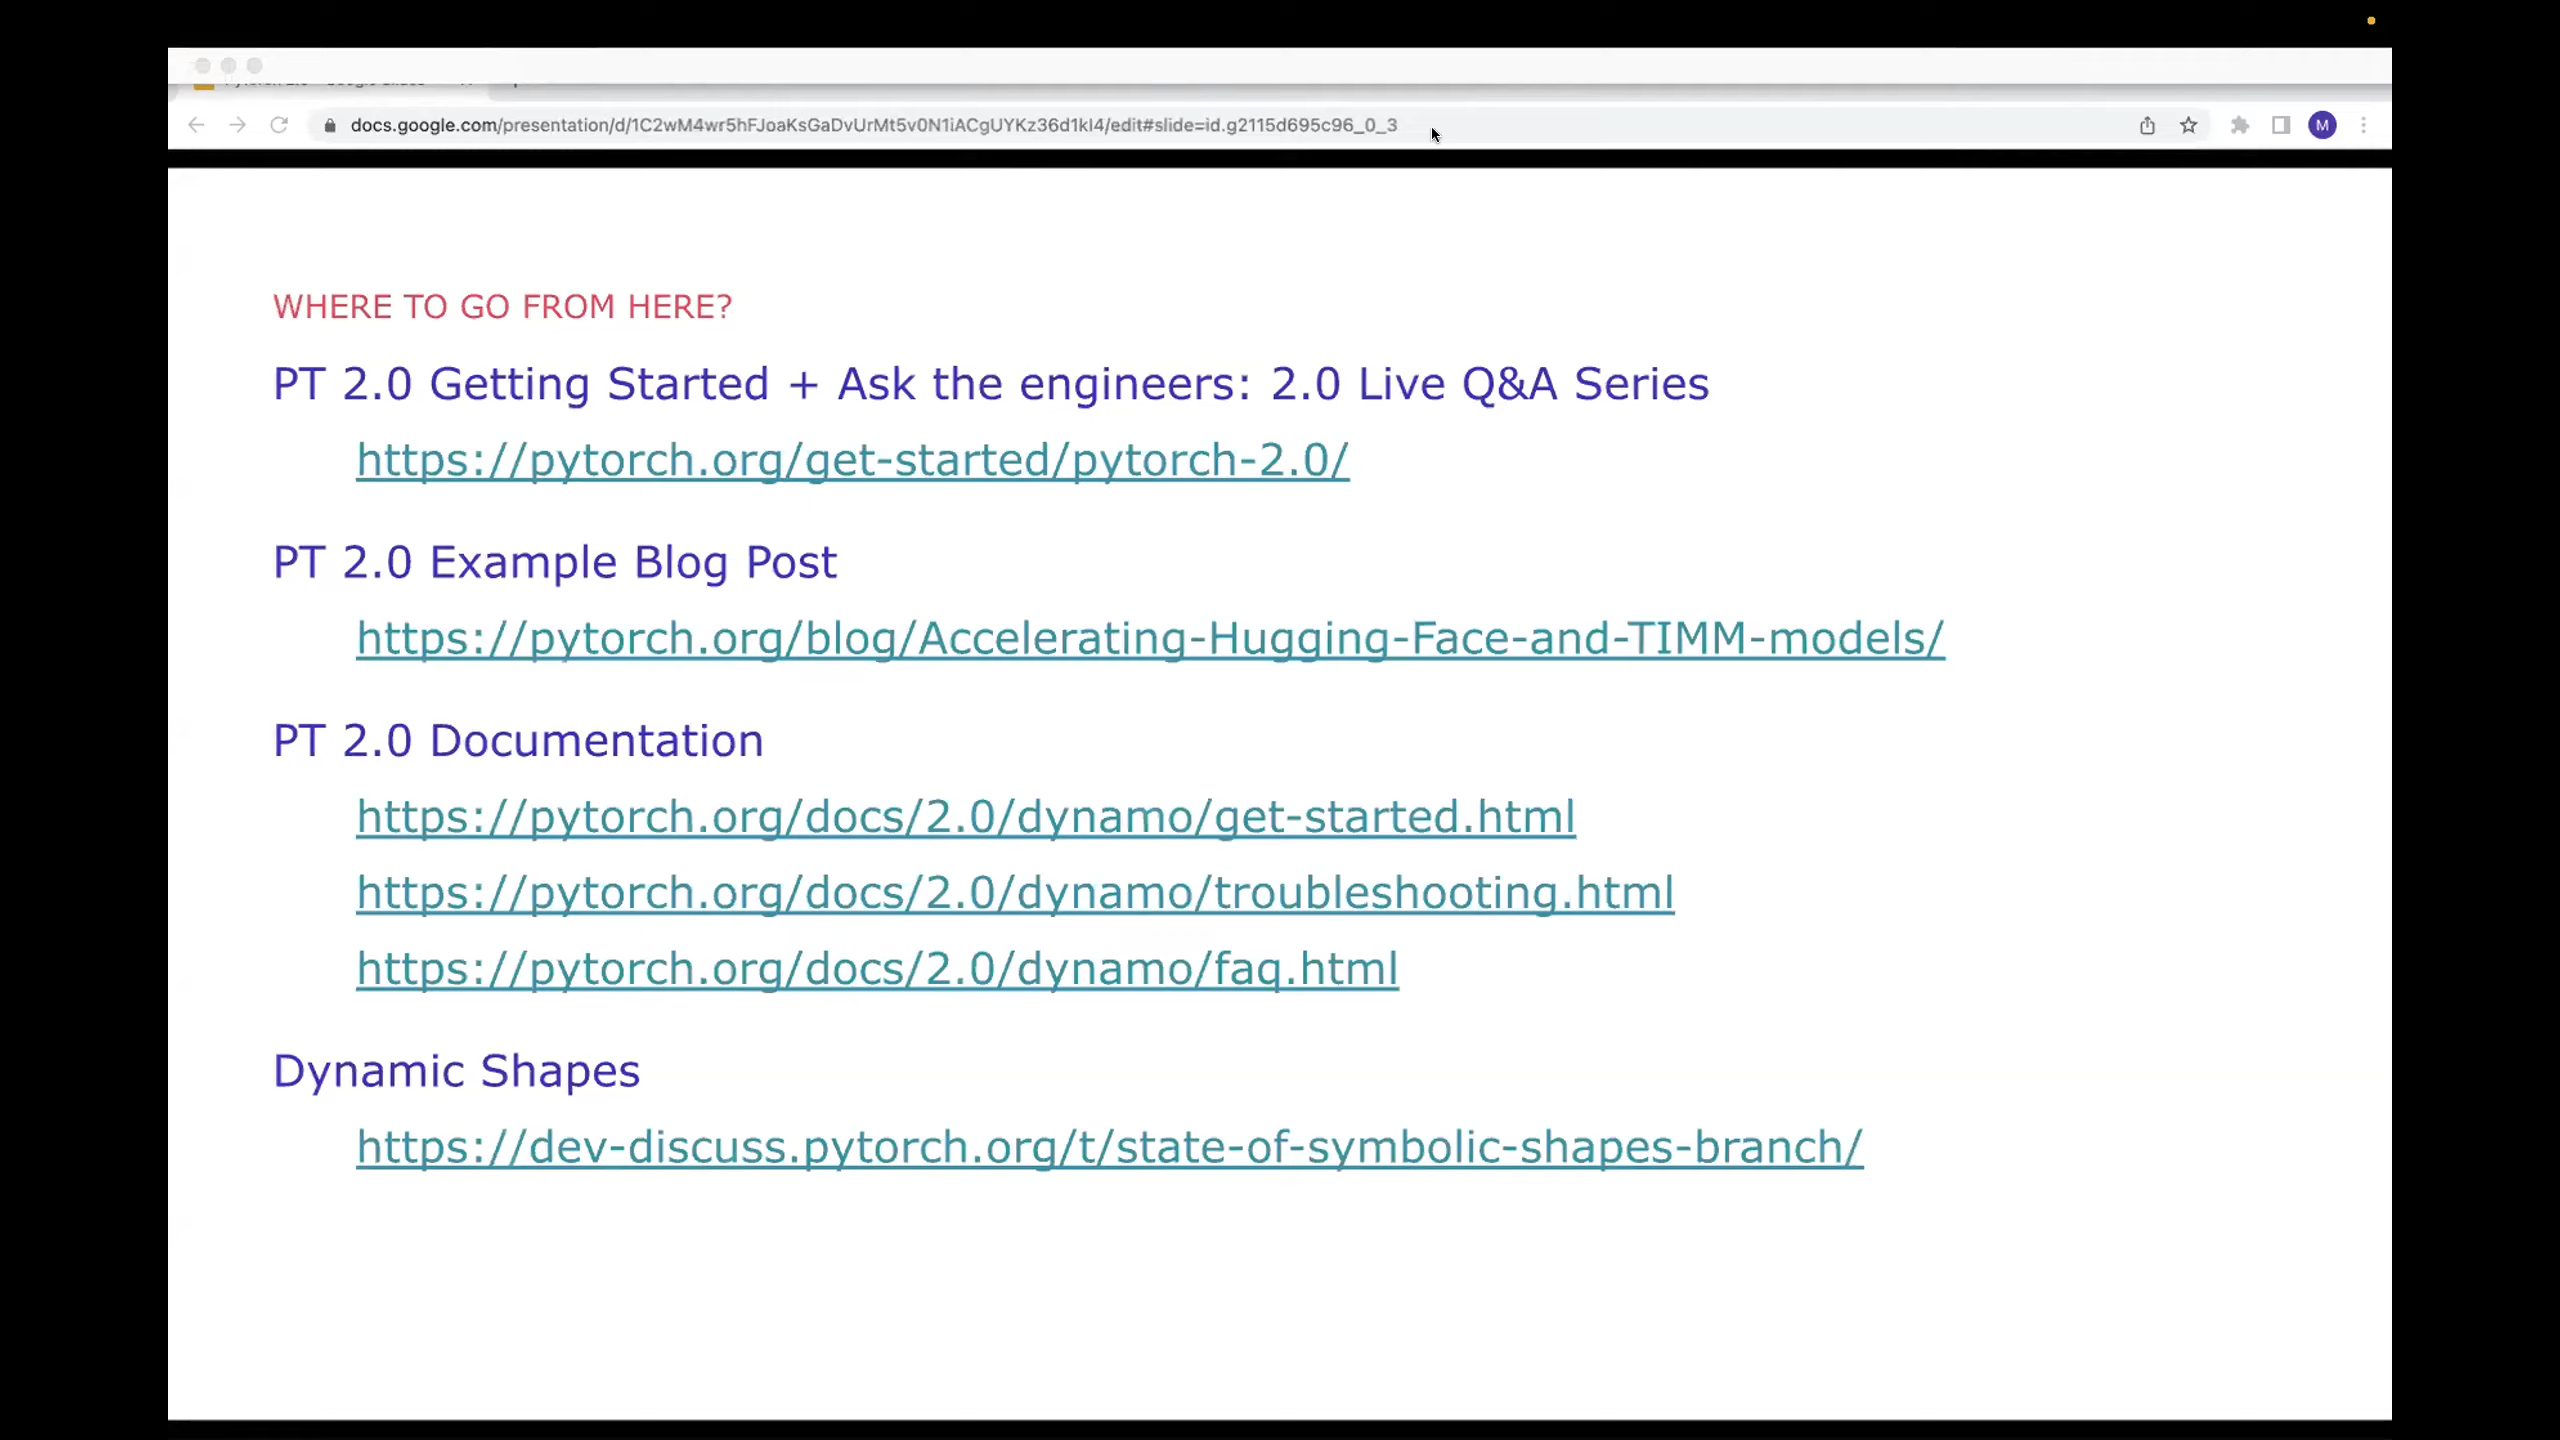 docs.google.com/presentation/d/1C2wM4wr5hFJoaKsGaDvUrMt5v0N1iACgUYKz36d1kI4/edit#slide=id.g2115d695c96_0_3
M
WHERE TO GO FROM HERE?
PT 2.0 Getting Started + Ask the engineers: 2.0 Live Q&A Series
https://pytorch.org/get-started/pytorch-2.0/
PT 2.0 Example Blog Post
https://pytorch.org/blog/Accelerating-Hugging-Face-and-TIMM-models/
PT 2.0 Documentation
https://pytorch.org/docs/2.0/dynamo/get-started.html
https://pytorch.org/docs/2.0/dynamo/troubleshooting.html
https://pytorch.org/docs/2.0/dynamo/faq.html
Dynamic Shapes
https://dev-discuss.pytorch.org/t/state-of-symbolic-shapes-branch/